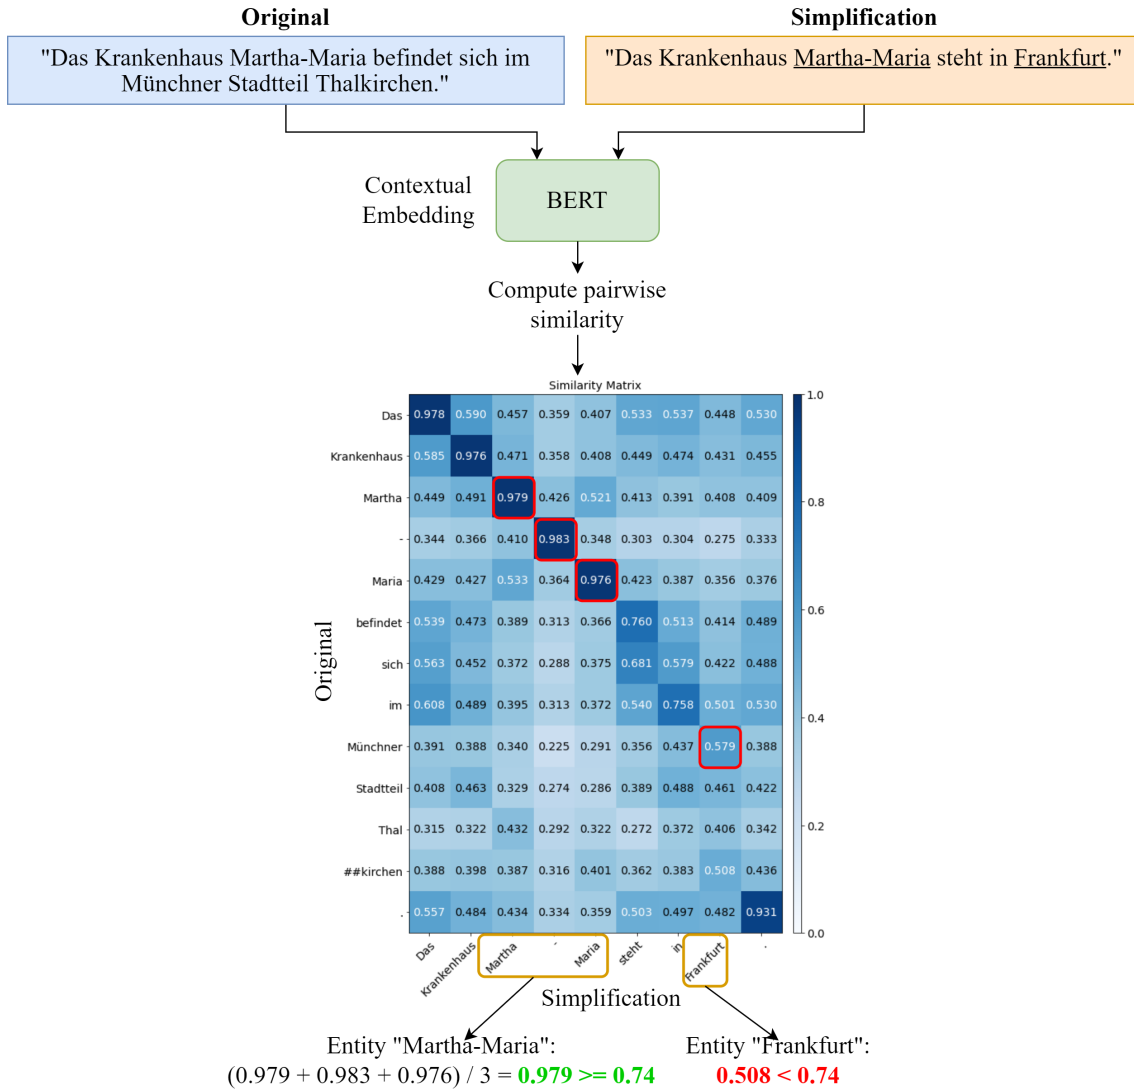 Original
Simplification
"Das Krankenhaus Martha-Maria befindet sich im
Münchner Stadtteil Thalkirchen."
"Das Krankenhaus Martha-Maria steht in Frankfurt."
Contextual
Embedding
BERT
Compute pairwise
similarity
Similarity Matrix
Das 0.978 0.590 0.457 0.359 0.407 0.533 0.537 0.448 0.530
Krankenhaus 0.585 0.976 0.471 0.358 0.408 0.449 0.474 0.431 0.455
Martha 0.449 0.491 0.979 0.426 0.521 0.413 0.391 0.408 0.409
- 0.344 0.366 0.410 0.983 0.348 0.303 0.304 0.275 0.333
Maria 0.429 0.427 0.533 0.364 0.976 0.423 0.387 0.356 0.376
befindet 0.539 0.473 0.389 0.313 0.366 0.760 0.513 0.414 0.489
sich 0.563 0.452 0.372 0.288 0.375 0.681 0.579 0.422 0.488
im 0.608 0.489 0.395 0.313 0.372 0.540 0.758 0.501 0.530
Münchner 0.391 0.388 0.340 0.225 0.291 0.356 0.437 0.579 0.388
Stadtteil 0.408 0.463 0.329 0.274 0.286 0.389 0.488 0.461 0.422
Thal 0.315 0.322 0.432 0.292 0.322 0.272 0.372 0.406 0.342
##kirchen 0.388 0.398 0.387 0.316 0.401 0.362 0.383 0.508 0.436
. 0.557 0.484 0.434 0.334 0.359 0.503 0.497 0.482 0.931
Das Krankenhaus Martha - Maria steht in Frankfurt .
1.0
0.8
0.6
0.4
0.2
0.0
Original
Simplification
Entity "Martha-Maria":
(0.979 + 0.983 + 0.976) / 3 = 0.979 >= 0.74
Entity "Frankfurt":
0.508 < 0.74